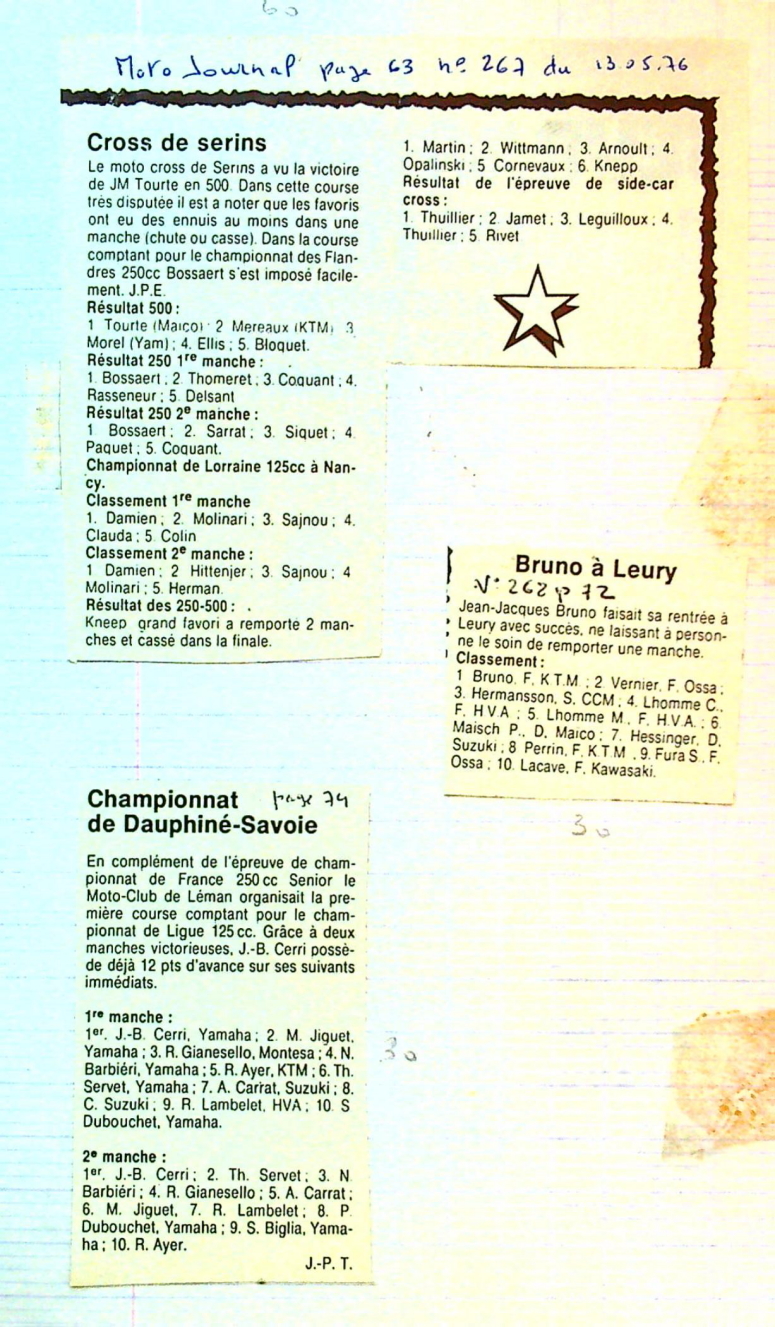 60
Moto Journal page 63 n° 267 du 13.05.76
Cross de serins
Le moto cross de Serins a vu la victoire
de JM Tourte en 500. Dans cette course
très disputée il est a noter que les favoris
ont eu des ennuis au moins dans une
manche (chute ou casse). Dans la course
comptant pour le championnat des Flan-
dres 250cc Bossaert s'est imposé facile-
ment. J.P.E.
Résultat 500 :
1 Tourte (Maico) ; 2 Mereaux (KTM) 3
Morel (Yam) ; 4. Ellis ; 5. Bloquet.
Résultat 250 1re manche :
1. Bossaert ; 2. Thomeret ; 3. Coquant ; 4.
Rasseneur ; 5 Delsant
Résultat 250 2e manche :
1 Bossaert ; 2. Sarrat ; 3. Siquet ; 4
Paquet ; 5. Coquant.
Championnat de Lorraine 125cc à Nan-
cy.
Classement 1re manche
1. Damien ; 2. Molinari ; 3. Sajnou ; 4.
Clauda ; 5 Colin
Classement 2e manche :
1 Damien ; 2 Hittenjer ; 3. Sajnou ; 4
Molinari ; 5. Herman
Résultat des 250-500 :
Kneep grand favori a remporté 2 man-
ches et cassé dans la finale.
1. Martin ; 2. Wittmann ; 3. Arnoult ; 4.
Opalinski ; 5 Cornevaux ; 6. Knepp
Résultat de l'épreuve de side-car
cross :
1. Thuillier ; 2. Jamet ; 3. Leguilloux ; 4.
Thuillier ; 5. Rivet
Bruno à Leury
N° 262 p 72
Jean-Jacques Bruno faisait sa rentrée à
Leury avec succès, ne laissant à person-
ne le soin de remporter une manche.
Classement :
1 Bruno, F. K.T.M. ; 2 Vernier, F. Ossa ;
3. Hermansson, S. CCM ; 4. Lhomme C.,
F. H.V.A. ; 5. Lhomme M., F. H.V.A. ; 6.
Maisch P., D. Maico ; 7. Hessinger, D.
Suzuki ; 8 Perrin, F. K.T.M. ; 9. Fura S., F.
Ossa ; 10. Lacave, F. Kawasaki.
30
Championnat page 74
de Dauphiné-Savoie
En complément de l'épreuve de cham-
pionnat de France 250 cc Senior le
Moto-Club de Léman organisait la pre-
mière course comptant pour le cham-
pionnat de Ligue 125 cc. Grâce à deux
manches victorieuses, J.-B. Cerri possè-
de déjà 12 pts d'avance sur ses suivants
immédiats.
1re manche :
1er. J.-B. Cerri, Yamaha ; 2. M. Jiguet,
Yamaha ; 3. R. Gianesello, Montesa ; 4. N.
Barbiéri, Yamaha ; 5. R. Ayer, KTM ; 6. Th.
Servet, Yamaha ; 7. A. Carrat, Suzuki ; 8.
C. Suzuki ; 9. R. Lambelet, HVA ; 10. S
Dubouchet, Yamaha.
30
2e manche :
1er. J.-B. Cerri ; 2. Th. Servet ; 3. N.
Barbiéri ; 4. R. Gianesello ; 5. A. Carrat ;
6. M. Jiguet, 7. R. Lambelet ; 8. P.
Dubouchet, Yamaha ; 9. S. Biglia, Yama-
ha ; 10. R. Ayer.
J.-P. T.